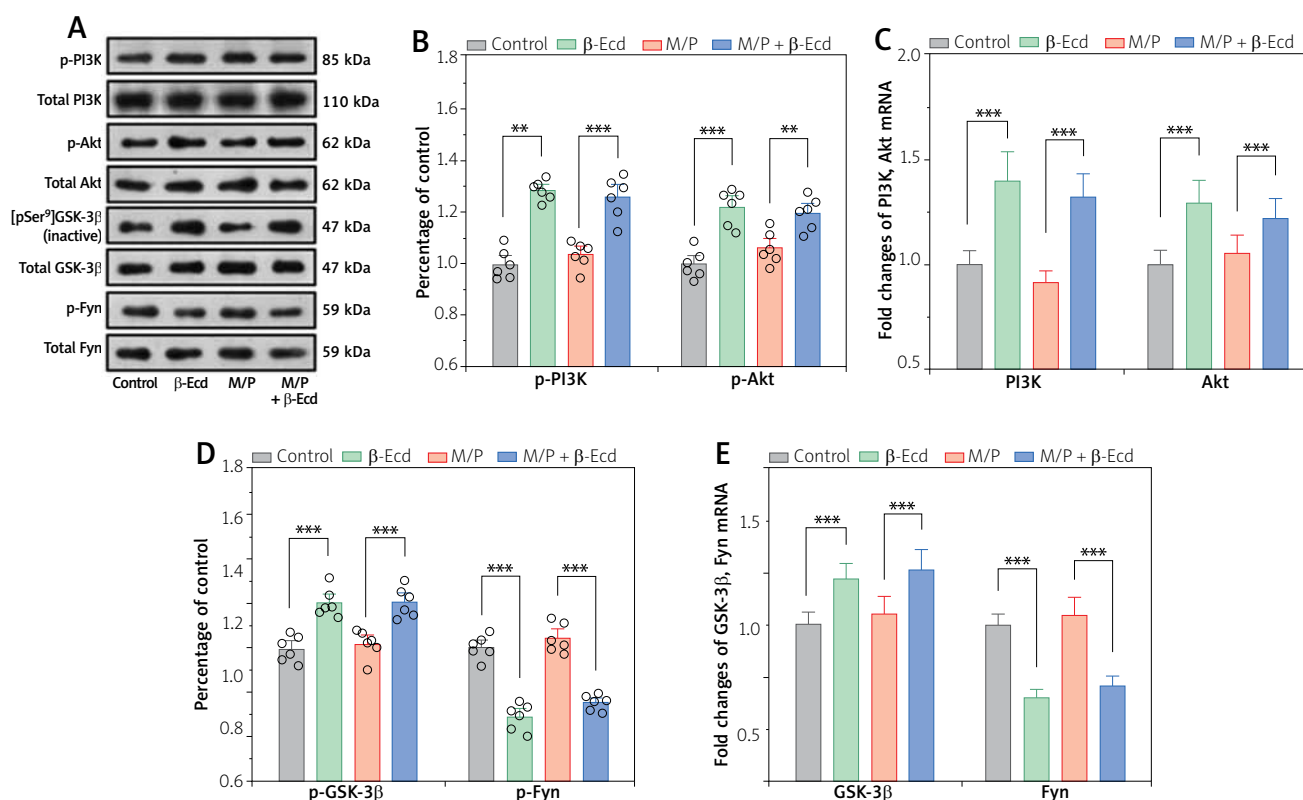 A
p-PI3K 85 kDa
Total PI3K 110 kDa
p-Akt 62 kDa
Total Akt 62 kDa
[pSer⁹]GSK-3β
(inactive) 47 kDa
Total GSK-3β 47 kDa
p-Fyn 59 kDa
Total Fyn 59 kDa
Control β-Ecd M/P M/P
+ β-Ecd
B
Control β-Ecd M/P M/P + β-Ecd
Percentage of control
1.8
1.6
1.4
1.2
1.0
0.8
0.6
** *** *** **
p-PI3K p-Akt
C
Control β-Ecd M/P M/P + β-Ecd
Fold changes of PI3K, Akt mRNA
2.0
1.5
1.0
0.5
*** *** *** ***
PI3K Akt
D
Control β-Ecd M/P M/P + β-Ecd
Percentage of control
1.8
1.6
1.4
1.2
1.0
0.8
0.6
*** *** *** ***
p-GSK-3β p-Fyn
E
Control β-Ecd M/P M/P + β-Ecd
Fold changes of GSK-3β, Fyn mRNA
1.5
1.0
0.5
*** *** *** ***
GSK-3β Fyn